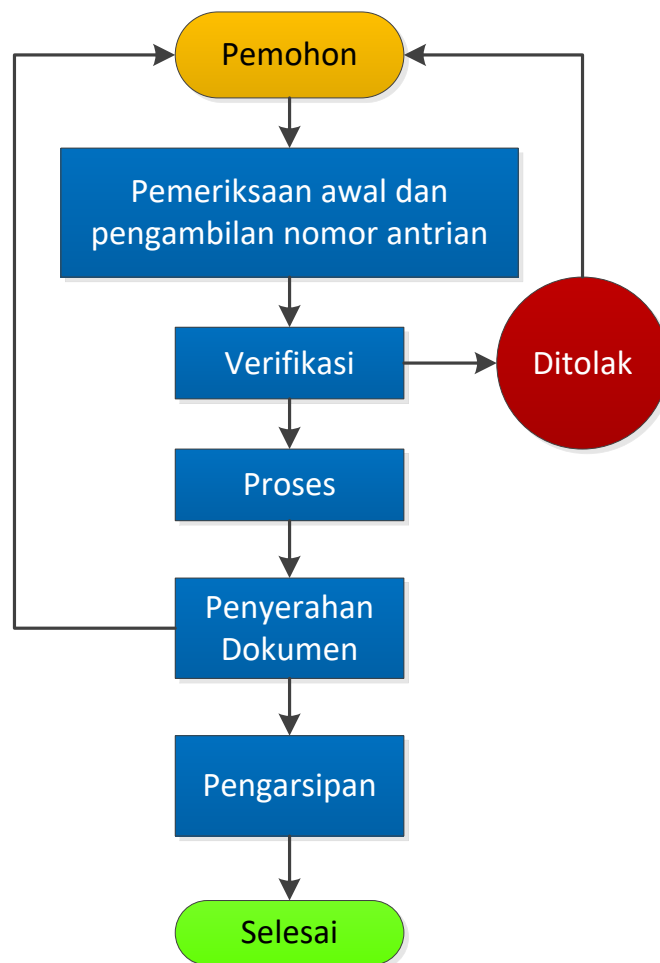 Pemohon
Pemeriksaan awal dan
pengambilan nomor antrian
Verifikasi
Ditolak
Proses
Penyerahan
Dokumen
Pengarsipan
Selesai